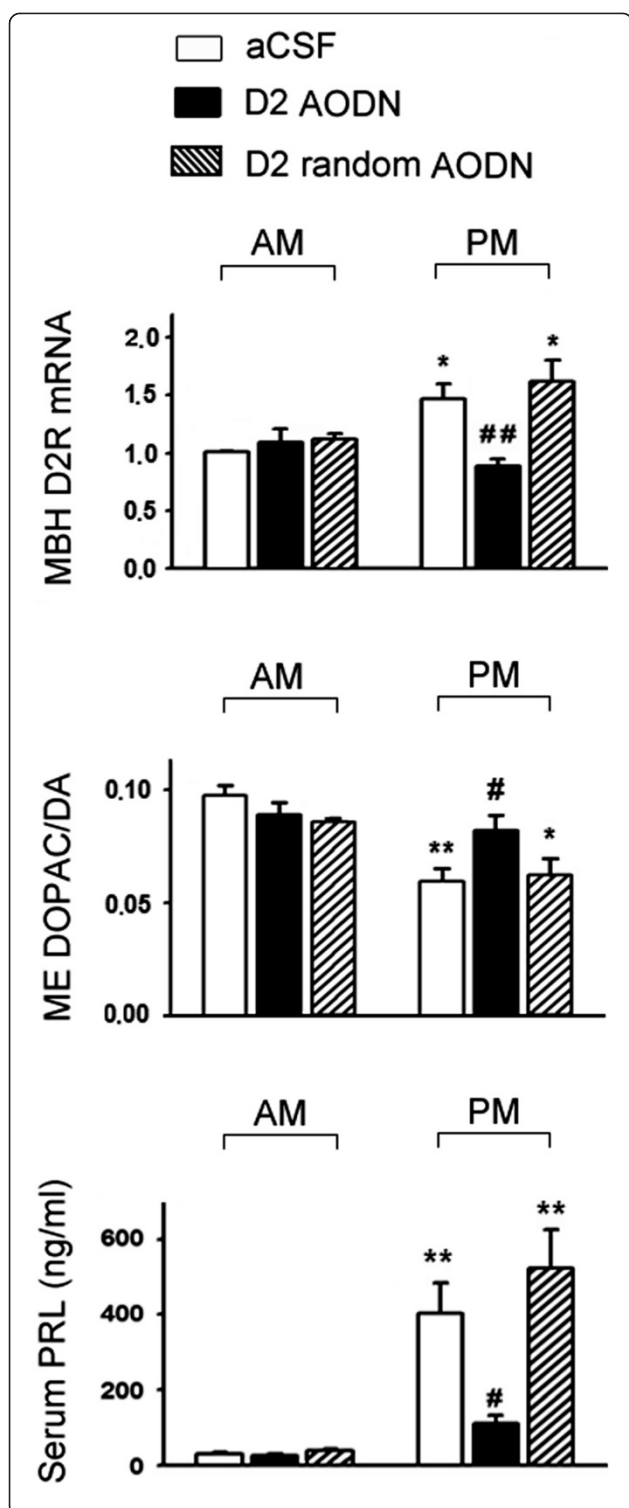 aCSF
D2 AODN
D2 random AODN
AM PM
MBH D2R mRNA
2.0
1.5
1.0
0.5
0.0
* ## *
AM PM
ME DOPAC/DA
0.10
0.05
0.00
** # *
AM PM
Serum PRL (ng/ml)
600
400
200
0
** # **